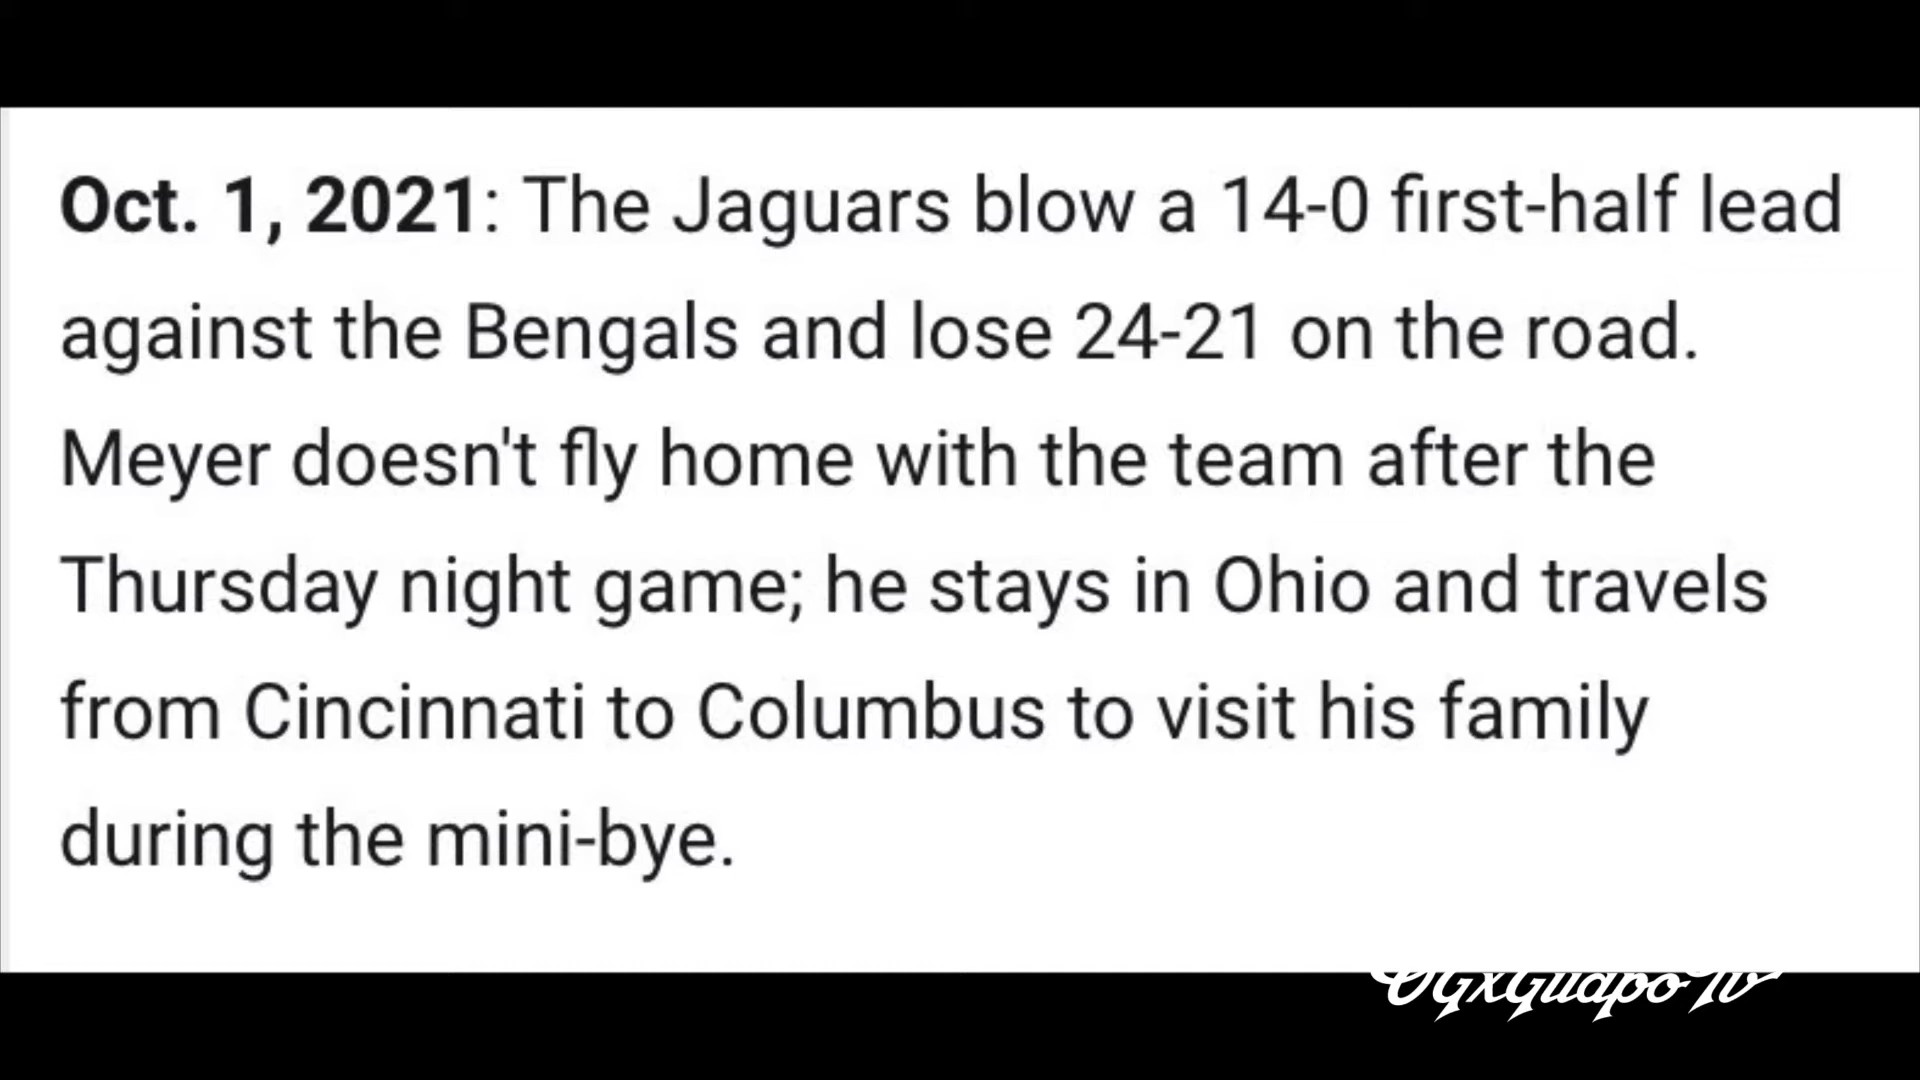 Oct. 1, 2021: The Jaguars blow a 14-0 first-half lead
against the Bengals and lose 24-21 on the road.
Meyer doesn't fly home with the team after the
Thursday night game; he stays in Ohio and travels
from Cincinnati to Columbus to visit his family
during the mini-bye.
OGxGuapo Tv